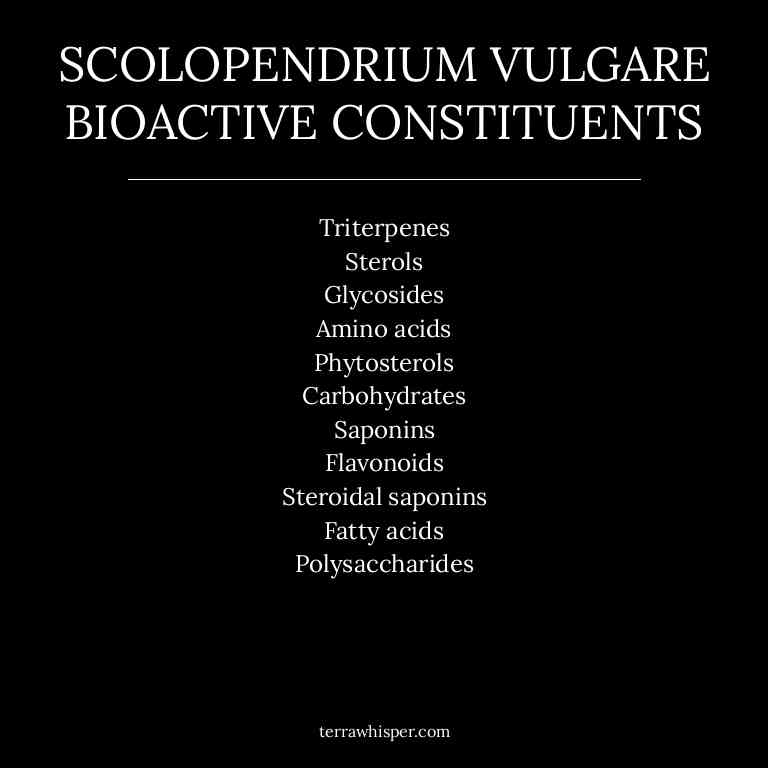 SCOLOPENDRIUM VULGARE
BIOACTIVE CONSTITUENTS
Triterpenes
Sterols
Glycosides
Amino acids
Phytosterols
Carbohydrates
Saponins
Flavonoids
Steroidal saponins
Fatty acids
Polysaccharides
terrawhisper.com